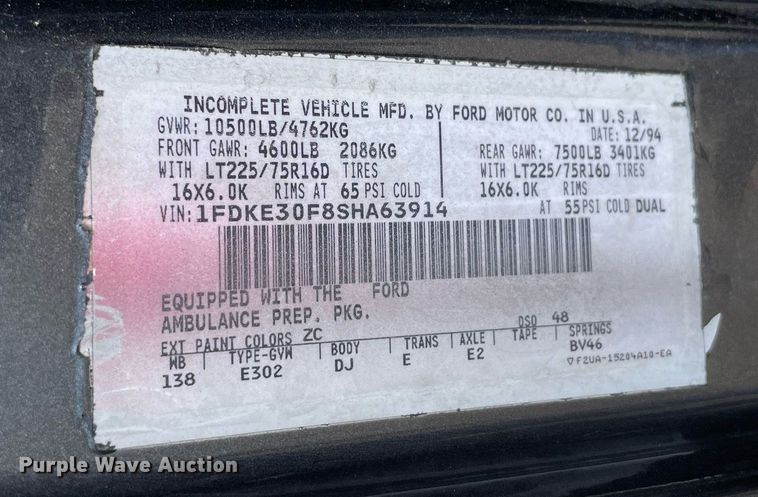 INCOMPLETE VEHICLE MFD. BY FORD MOTOR CO. IN U.S.A.
GVWR: 10500LB/4762KG DATE: 12/94
FRONT GAWR: 4600LB 2086KG REAR GAWR: 7500LB 3401KG
WITH LT225/75R16D TIRES WITH LT225/75R16D TIRES
16X6.0K RIMS AT 65 PSI COLD 16X6.0K RIMS
VIN: 1FDKE30F8SHA63914 AT 55 PSI COLD DUAL
EQUIPPED WITH THE FORD
AMBULANCE PREP. PKG.
EXT PAINT COLORS ZC DSO 48
WB TYPE-GVW BODY TRANS AXLE TAPE SPRINGS
138 E302 DJ E E2 BV46
▽F2UA-15204A10-EA
Purple Wave Auction